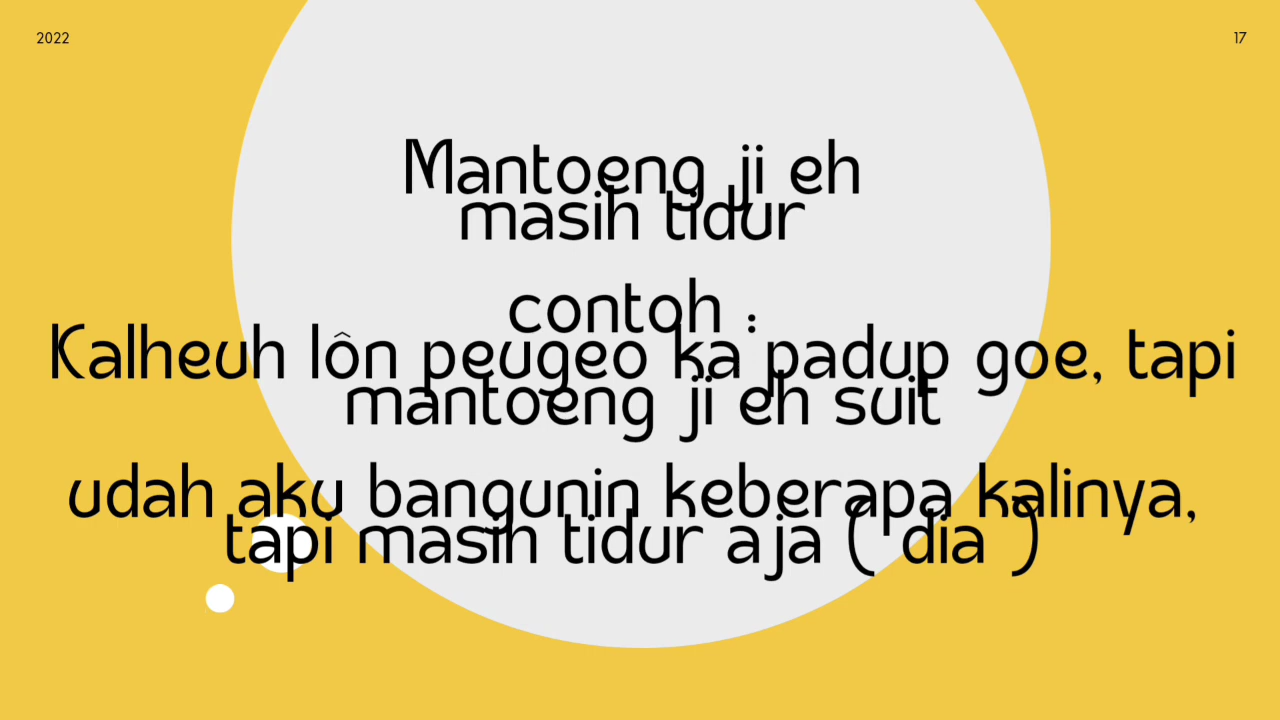 2022
17
Mantoeng ji eh
masih tidur
contoh :
Kalheuh lôn peugeo ka padup goe, tapi
mantoeng ji eh suit
udah aku bangunin keberapa kalinya,
tapi masih tidur aja ( dia )